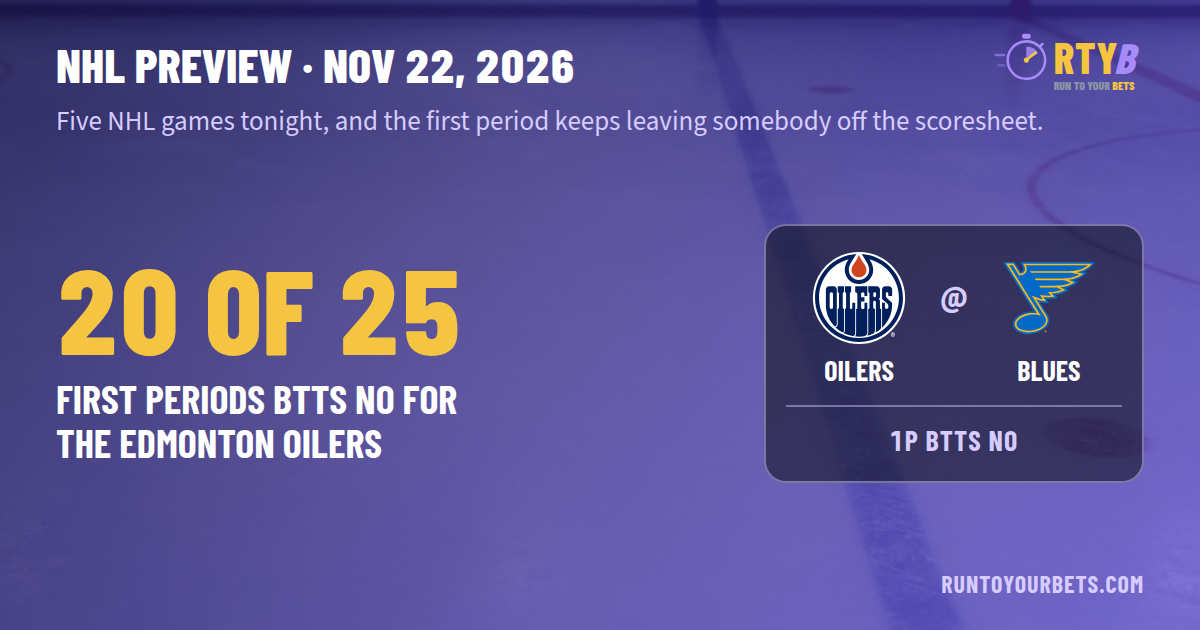 NHL PREVIEW · NOV 22, 2026
RTYB
RUN TO YOUR BETS
Five NHL games tonight, and the first period keeps leaving somebody off the scoresheet.
20 OF 25
FIRST PERIODS BTTS NO FOR
THE EDMONTON OILERS
OILERS
@
OILERS
BLUES
1P BTTS NO
RUNTOYOURBETS.COM